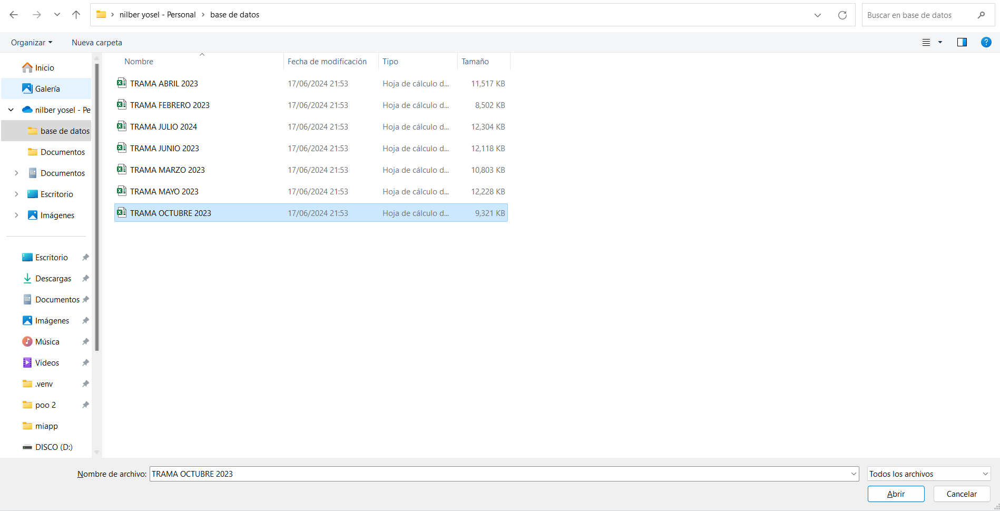 nilber yosel - Personal > base de datos
Buscar en base de datos
Organizar
Nueva carpeta
?
Nombre
Fecha de modificación
Tipo
Tamaño
Inicio
Galería
nilber yosel - Pe
base de datos
Documentos
Documentos
Escritorio
Imágenes
Escritorio
Descargas
Documentos
Imágenes
Música
Videos
.venv
poo 2
miapp
DISCO (D:)
TRAMA ABRIL 2023 17/06/2024 21:53 Hoja de cálculo d... 11,517 KB
TRAMA FEBRERO 2023 17/06/2024 21:53 Hoja de cálculo d... 8,502 KB
TRAMA JULIO 2024 17/06/2024 21:53 Hoja de cálculo d... 12,304 KB
TRAMA JUNIO 2023 17/06/2024 21:53 Hoja de cálculo d... 12,118 KB
TRAMA MARZO 2023 17/06/2024 21:53 Hoja de cálculo d... 10,803 KB
TRAMA MAYO 2023 17/06/2024 21:53 Hoja de cálculo d... 12,228 KB
TRAMA OCTUBRE 2023 17/06/2024 21:53 Hoja de cálculo d... 9,321 KB
Nombre de archivo: TRAMA OCTUBRE 2023
Todos los archivos
Abrir
Cancelar